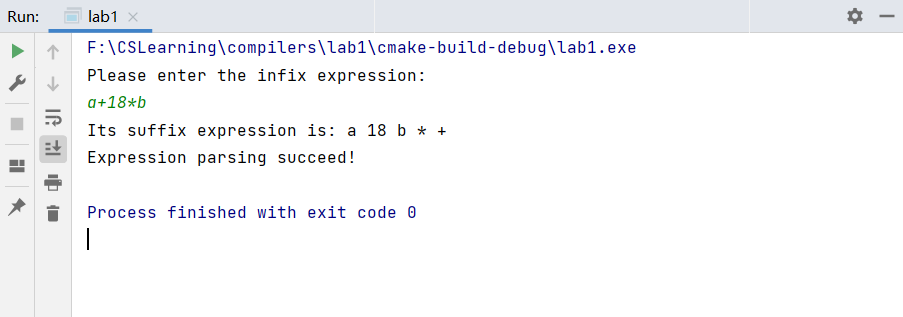 Run: lab1
F:\CSLearning\compilers\lab1\cmake-build-debug\lab1.exe
Please enter the infix expression:
a+18*b
Its suffix expression is: a 18 b * +
Expression parsing succeed!
Process finished with exit code 0